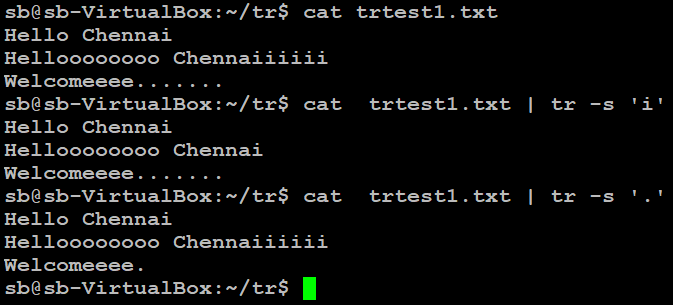 sb@sb-VirtualBox:~/tr$ cat trtest1.txt
Hello Chennai
Helloooooooo Chennaiiiiii
Welcomeeee.......
sb@sb-VirtualBox:~/tr$ cat  trtest1.txt | tr -s 'i'
Hello Chennai
Helloooooooo Chennai
Welcomeeee.......
sb@sb-VirtualBox:~/tr$ cat  trtest1.txt | tr -s '.'
Hello Chennai
Helloooooooo Chennaiiiiii
Welcomeeee.
sb@sb-VirtualBox:~/tr$